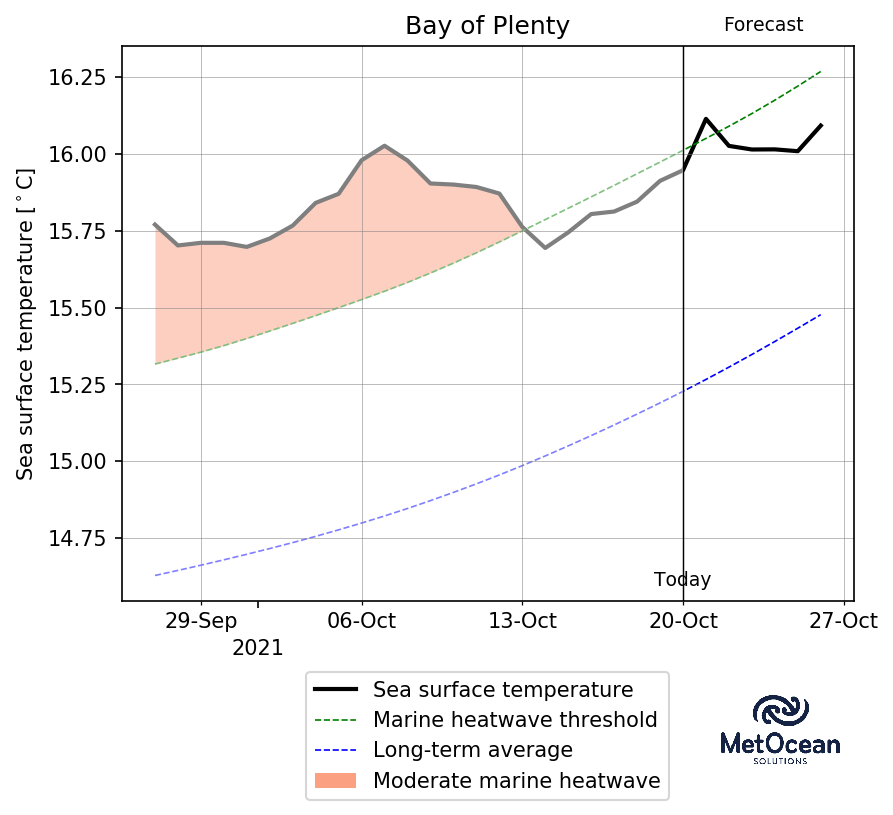 Bay of Plenty
Forecast
16.25
16.00
15.75
15.50
15.25
15.00
14.75
Sea surface temperature [°C]
Today
29-Sep
06-Oct
13-Oct
20-Oct
27-Oct
2021
Sea surface temperature
Marine heatwave threshold
Long-term average
Moderate marine heatwave
MetOcean
SOLUTIONS